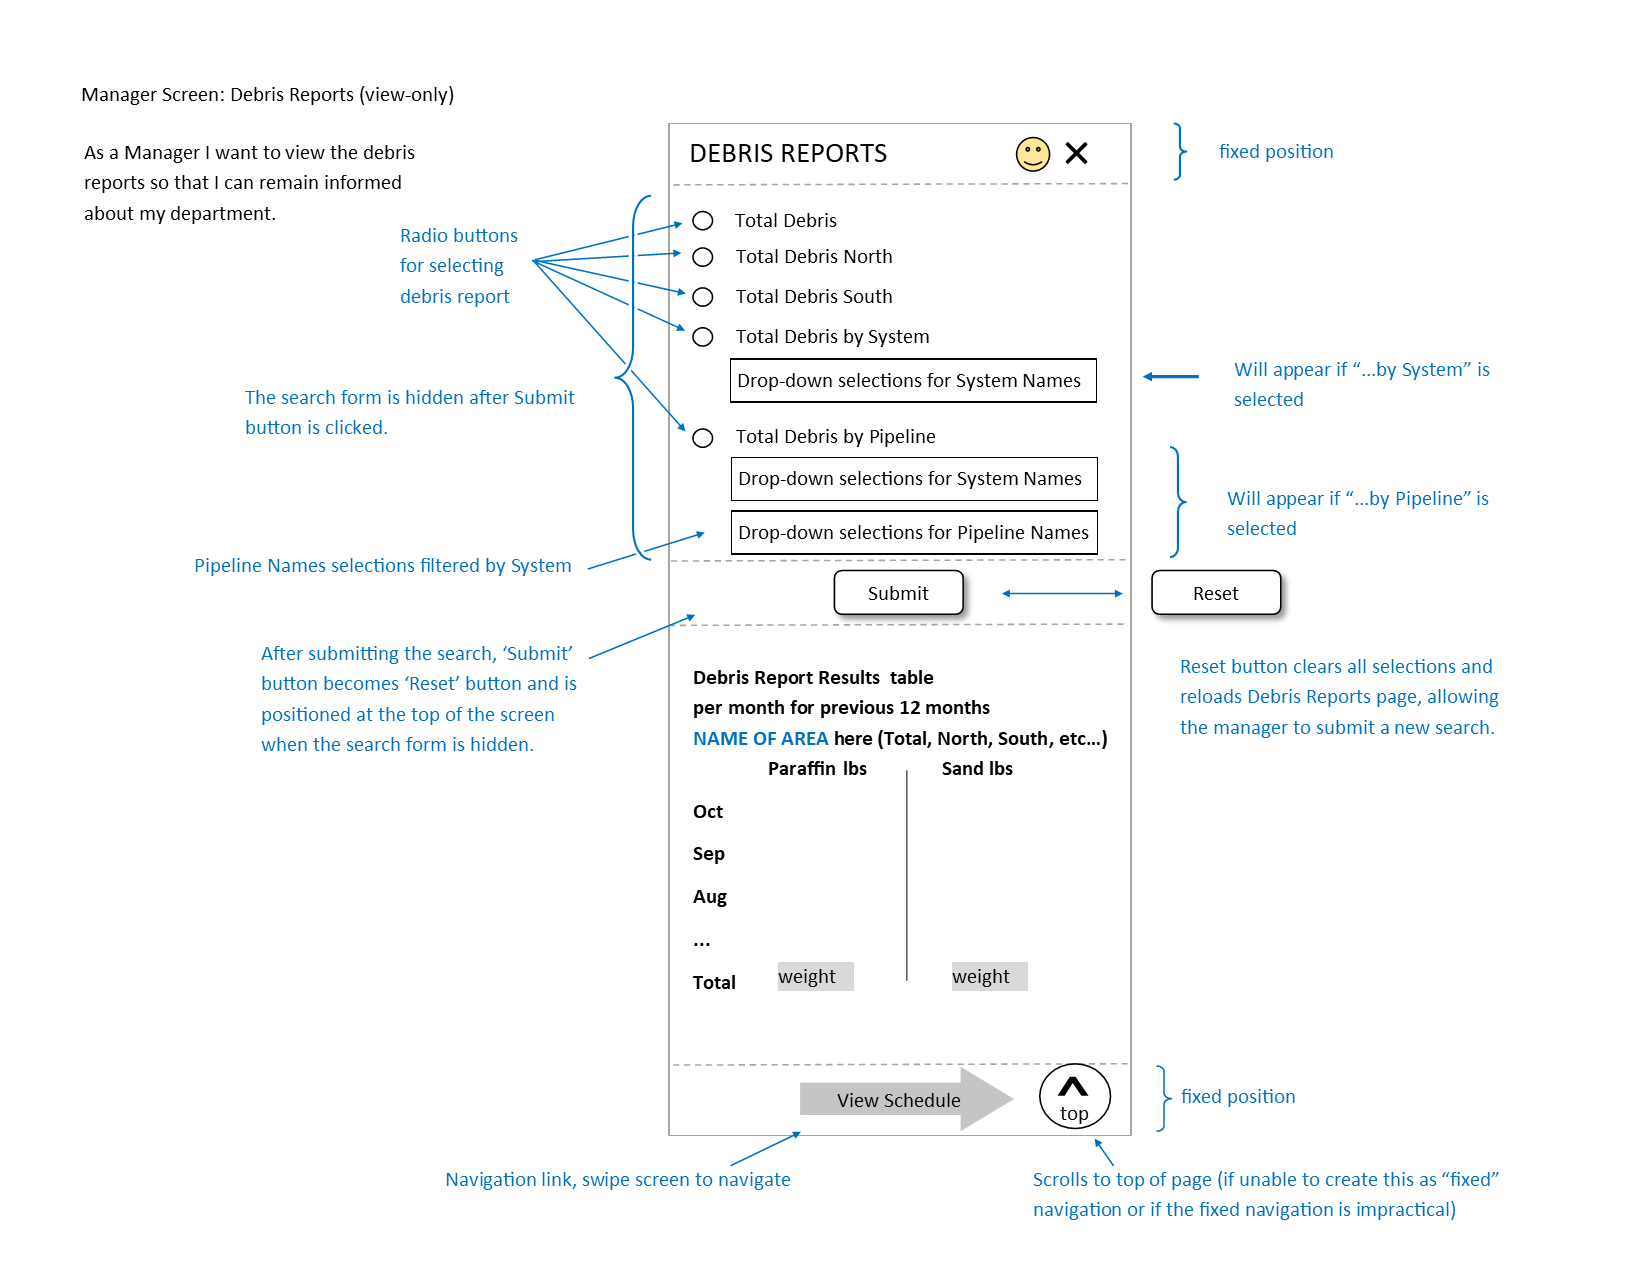 Manager Screen: Debris Reports (view-only)
As a Manager I want to view the debris
reports so that I can remain informed
about my department.
DEBRIS REPORTS
fixed position
Radio buttons
for selecting
debris report
Total Debris
Total Debris North
Total Debris South
Total Debris by System
Drop-down selections for System Names
Will appear if “...by System” is
selected
The search form is hidden after Submit
button is clicked.
Total Debris by Pipeline
Drop-down selections for System Names
Drop-down selections for Pipeline Names
Will appear if “...by Pipeline” is
selected
Pipeline Names selections filtered by System
Submit
Reset
After submitting the search, ‘Submit’
button becomes ‘Reset’ button and is
positioned at the top of the screen
when the search form is hidden.
Reset button clears all selections and
reloads Debris Reports page, allowing
the manager to submit a new search.
Debris Report Results table
per month for previous 12 months
NAME OF AREA here (Total, North, South, etc...)
Paraffin lbs Sand lbs
Oct
Sep
Aug
...
Total weight weight
View Schedule
top
fixed position
Navigation link, swipe screen to navigate
Scrolls to top of page (if unable to create this as “fixed”
navigation or if the fixed navigation is impractical)